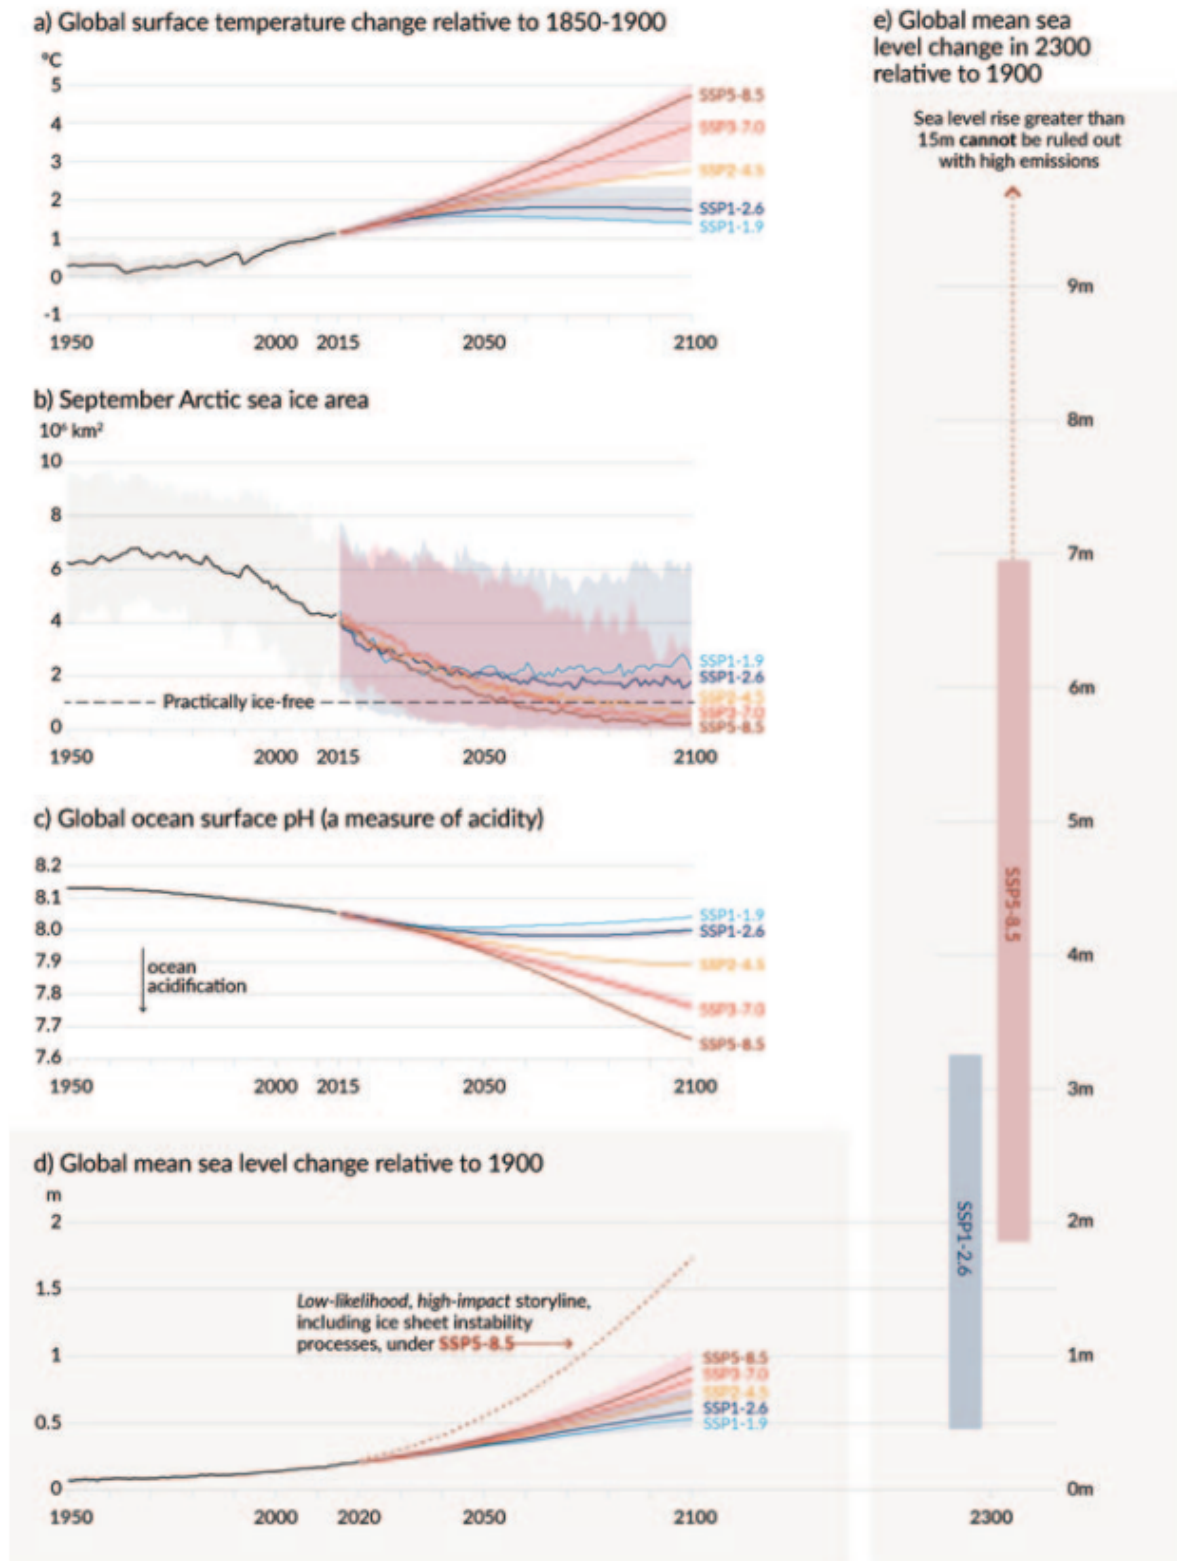 a) Global surface temperature change relative to 1850-1900
°C
5
4
3
2
1
0
-1
SSP5-8.5
SSP3-7.0
SSP2-4.5
SSP1-2.6
SSP1-1.9
1950 2000 2015 2050 2100
b) September Arctic sea ice area
10⁶ km²
10
8
6
4
2
0
Practically ice-free
SSP1-1.9
SSP1-2.6
SSP2-4.5
SSP3-7.0
SSP5-8.5
1950 2000 2015 2050 2100
c) Global ocean surface pH (a measure of acidity)
8.2
8.1
8.0
7.9
7.8
7.7
7.6
ocean
acidification
SSP1-1.9
SSP1-2.6
SSP2-4.5
SSP3-7.0
SSP5-8.5
1950 2000 2015 2050 2100
d) Global mean sea level change relative to 1900
m
2
1.5
1
0.5
0
Low-likelihood, high-impact storyline,
including ice sheet instability
processes, under SSP5-8.5
SSP5-8.5
SSP3-7.0
SSP2-4.5
SSP1-2.6
SSP1-1.9
1950 2000 2020 2050 2100
e) Global mean sea
level change in 2300
relative to 1900
Sea level rise greater than
15m cannot be ruled out
with high emissions
9m
8m
7m
6m
5m
4m
3m
2m
1m
0m
SSP5-8.5
SSP1-2.6
2300